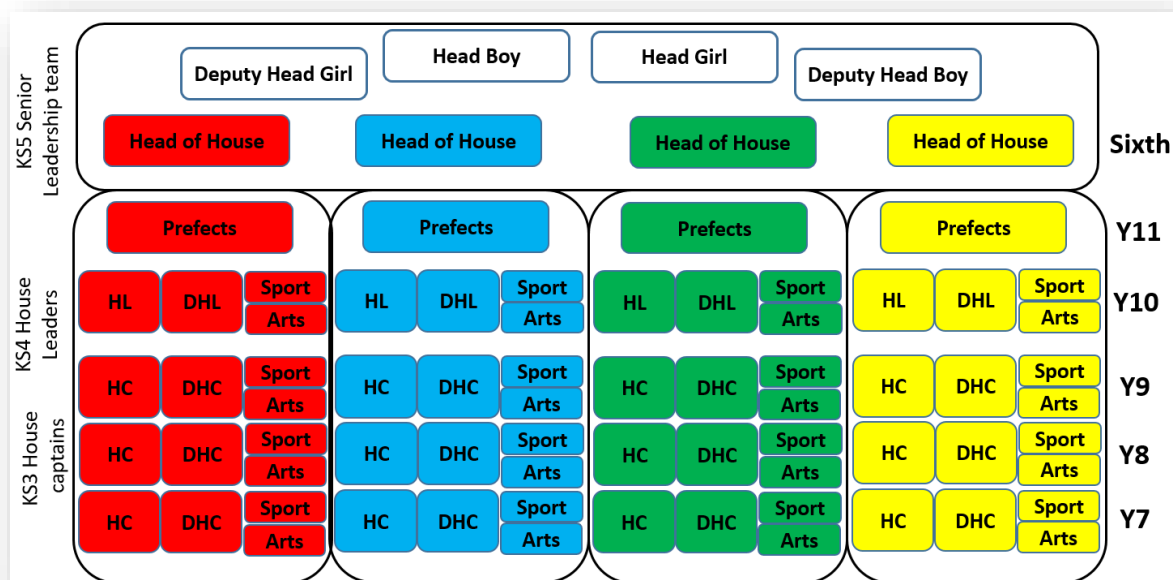 KS5 Senior
Leadership team
Deputy Head Girl
Head Boy
Head Girl
Deputy Head Boy
Head of House
Head of House
Head of House
Head of House
Sixth
Prefects
Prefects
Prefects
Prefects
Y11
KS4 House
Leaders
HL
DHL
Sport
Arts
HL
DHL
Sport
Arts
HL
DHL
Sport
Arts
HL
DHL
Sport
Arts
Y10
KS3 House
captains
HC
DHC
Sport
Arts
HC
DHC
Sport
Arts
HC
DHC
Sport
Arts
HC
DHC
Sport
Arts
Y9
HC
DHC
Sport
Arts
HC
DHC
Sport
Arts
HC
DHC
Sport
Arts
HC
DHC
Sport
Arts
Y8
HC
DHC
Sport
Arts
HC
DHC
Sport
Arts
HC
DHC
Sport
Arts
HC
DHC
Sport
Arts
Y7